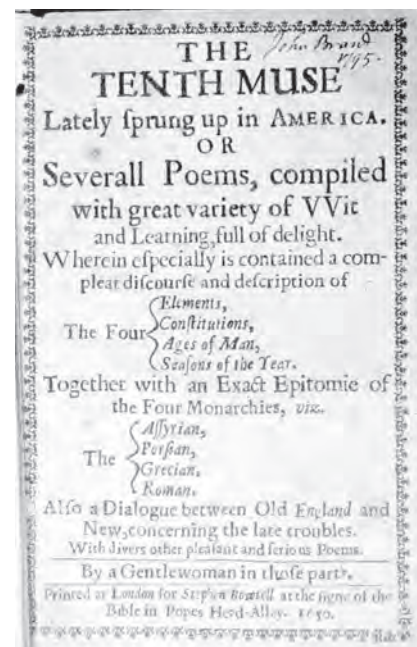 THE John Brand
TENTH MUSE 1795.
Lately ſprung up in AMERICA.
OR
Severall Poems, compiled
with great variety of VVit
and Learning, full of delight.
Wherein eſpecially is contained a com-
pleat diſcourſe and deſcription of
The Four
Elements,
Conſtitutions,
Ages of Man,
Seaſons of the Year.
Together with an Exact Epitomie of
the Four Monarchies, viz.
The
Aſſyrian,
Perſian,
Grecian,
Roman.
Alſo a Dialogue between Old England and
New, concerning the late troubles.
With divers other pleaſant and ſerious Poems.
By a Gentlewoman in thoſe parts.
Printed at London for Stephen Bowtell at the ſigne of the
Bible in Popes Head-Alley. 1650.